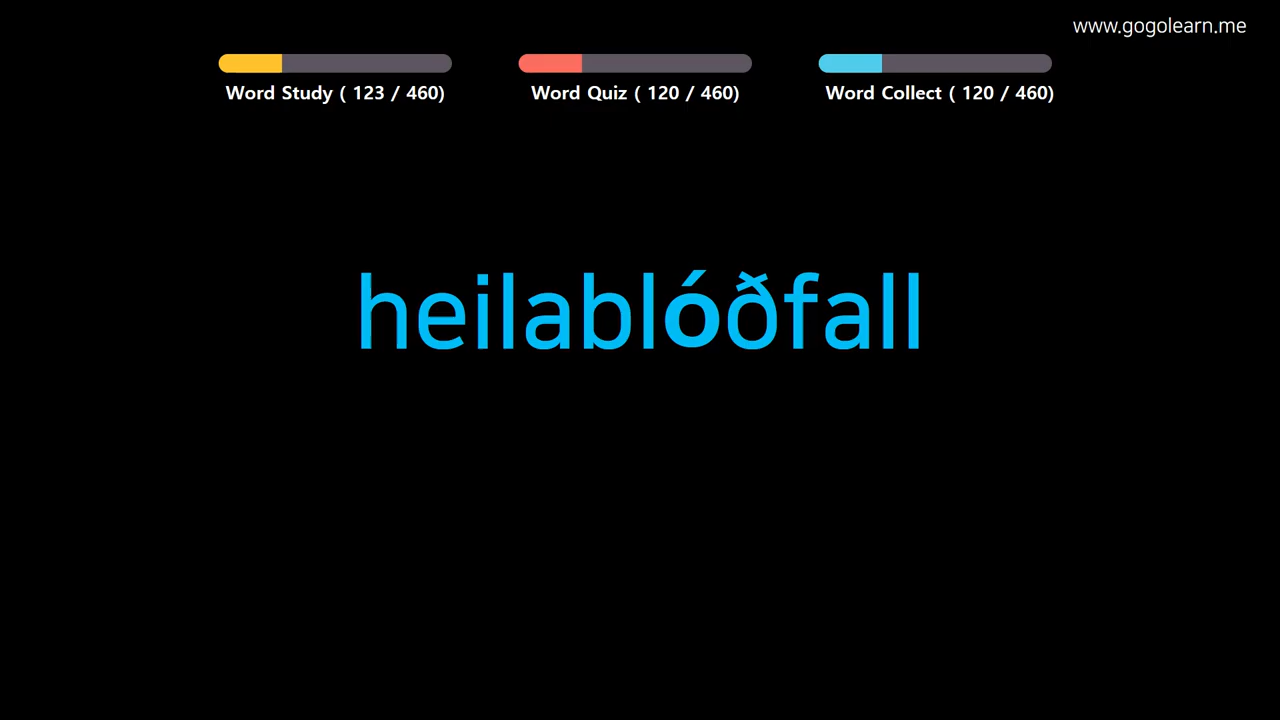 www.gogolearn.me
Word Study ( 123 / 460)
Word Quiz ( 120 / 460)
Word Collect ( 120 / 460)
heilablóðfall